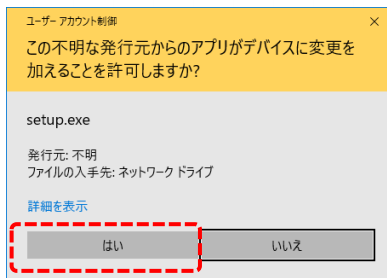 ユーザー アカウント制御
この不明な発行元からのアプリがデバイスに変更を
加えることを許可しますか?
setup.exe
発行元: 不明
ファイルの入手先: ネットワーク ドライブ
詳細を表示
はい
いいえ